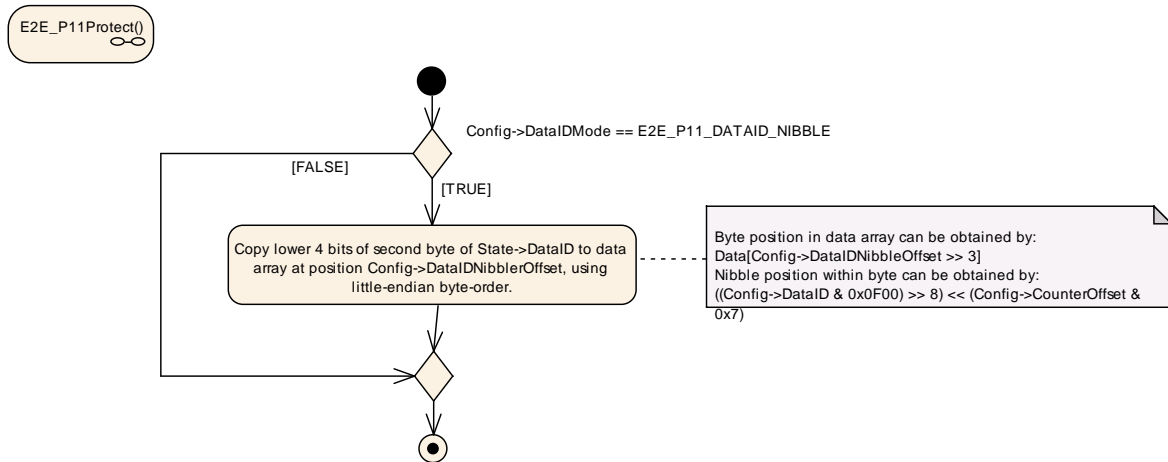 E2E_P11Protect()
Config->DataIDMode == E2E_P11_DATAID_NIBBLE
[FALSE]
[TRUE]
Copy lower 4 bits of second byte of State->DataID to data
array at position Config->DataIDNibblerOffset, using
little-endian byte-order.
Byte position in data array can be obtained by:
Data[Config->DataIDNibbleOffset >> 3]
Nibble position within byte can be obtained by:
((Config->DataID & 0x0F00) >> 8) << (Config->CounterOffset &
0x7)